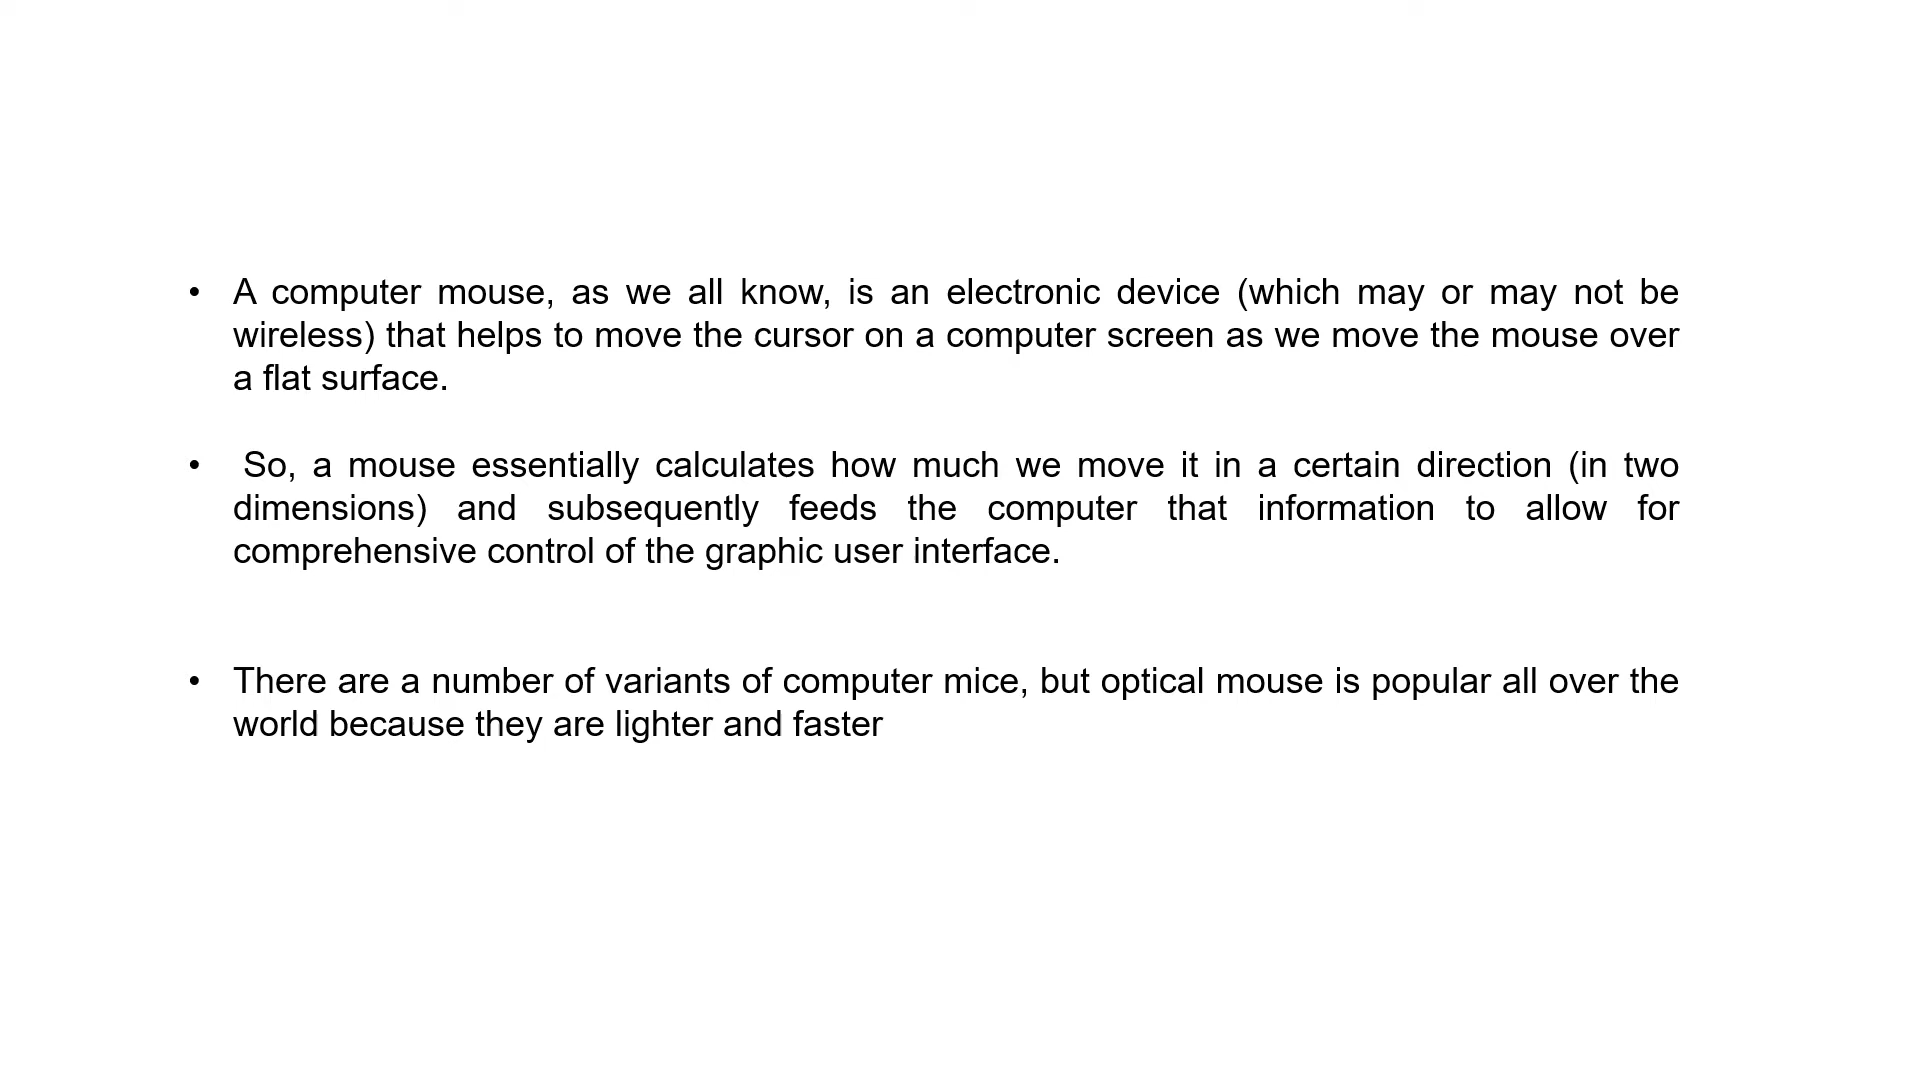 • A computer mouse, as we all know, is an electronic device (which may or may not be
wireless) that helps to move the cursor on a computer screen as we move the mouse over
a flat surface.
• So, a mouse essentially calculates how much we move it in a certain direction (in two
dimensions) and subsequently feeds the computer that information to allow for
comprehensive control of the graphic user interface.
• There are a number of variants of computer mice, but optical mouse is popular all over the
world because they are lighter and faster